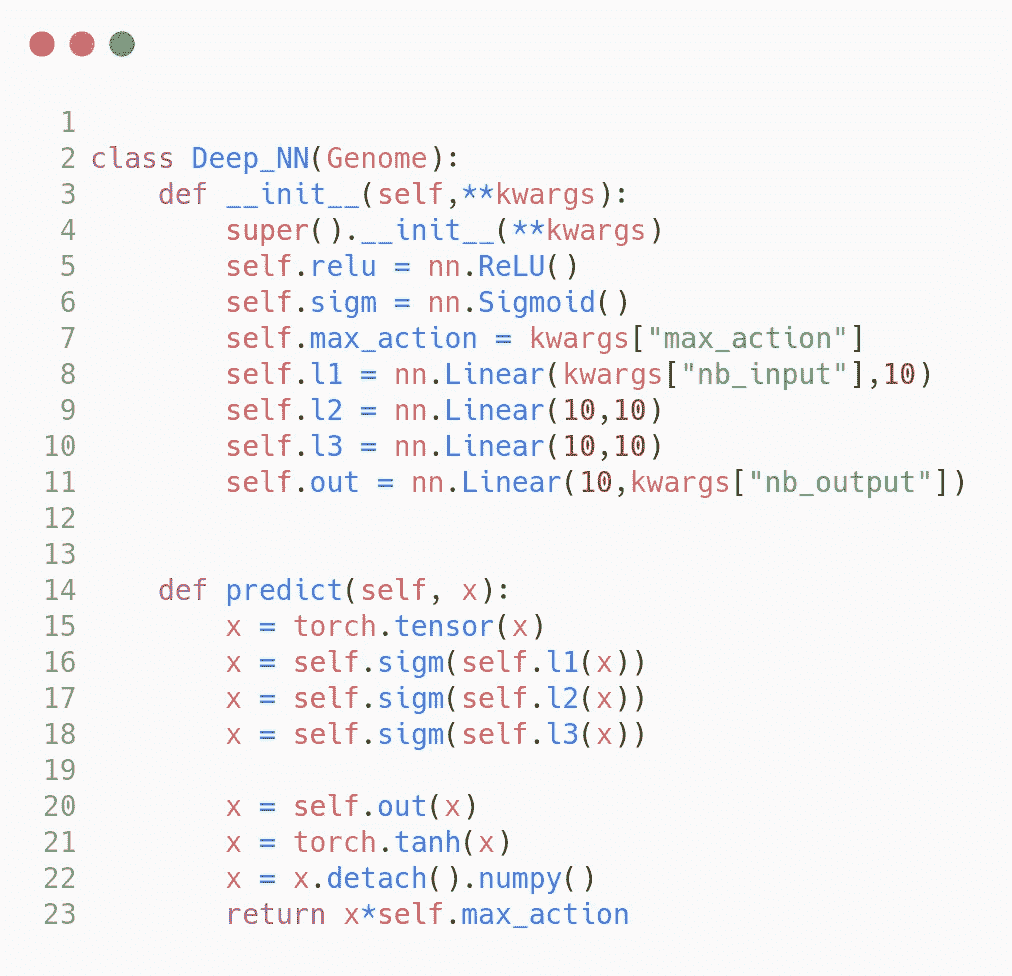 1
2 class Deep_NN(Genome):
3     def __init__(self,**kwargs):
4         super().__init__(**kwargs)
5         self.relu = nn.ReLU()
6         self.sigm = nn.Sigmoid()
7         self.max_action = kwargs["max_action"]
8         self.l1 = nn.Linear(kwargs["nb_input"],10)
9         self.l2 = nn.Linear(10,10)
10         self.l3 = nn.Linear(10,10)
11         self.out = nn.Linear(10,kwargs["nb_output"])
12
13
14     def predict(self, x):
15         x = torch.tensor(x)
16         x = self.sigm(self.l1(x))
17         x = self.sigm(self.l2(x))
18         x = self.sigm(self.l3(x))
19
20         x = self.out(x)
21         x = torch.tanh(x)
22         x = x.detach().numpy()
23         return x*self.max_action